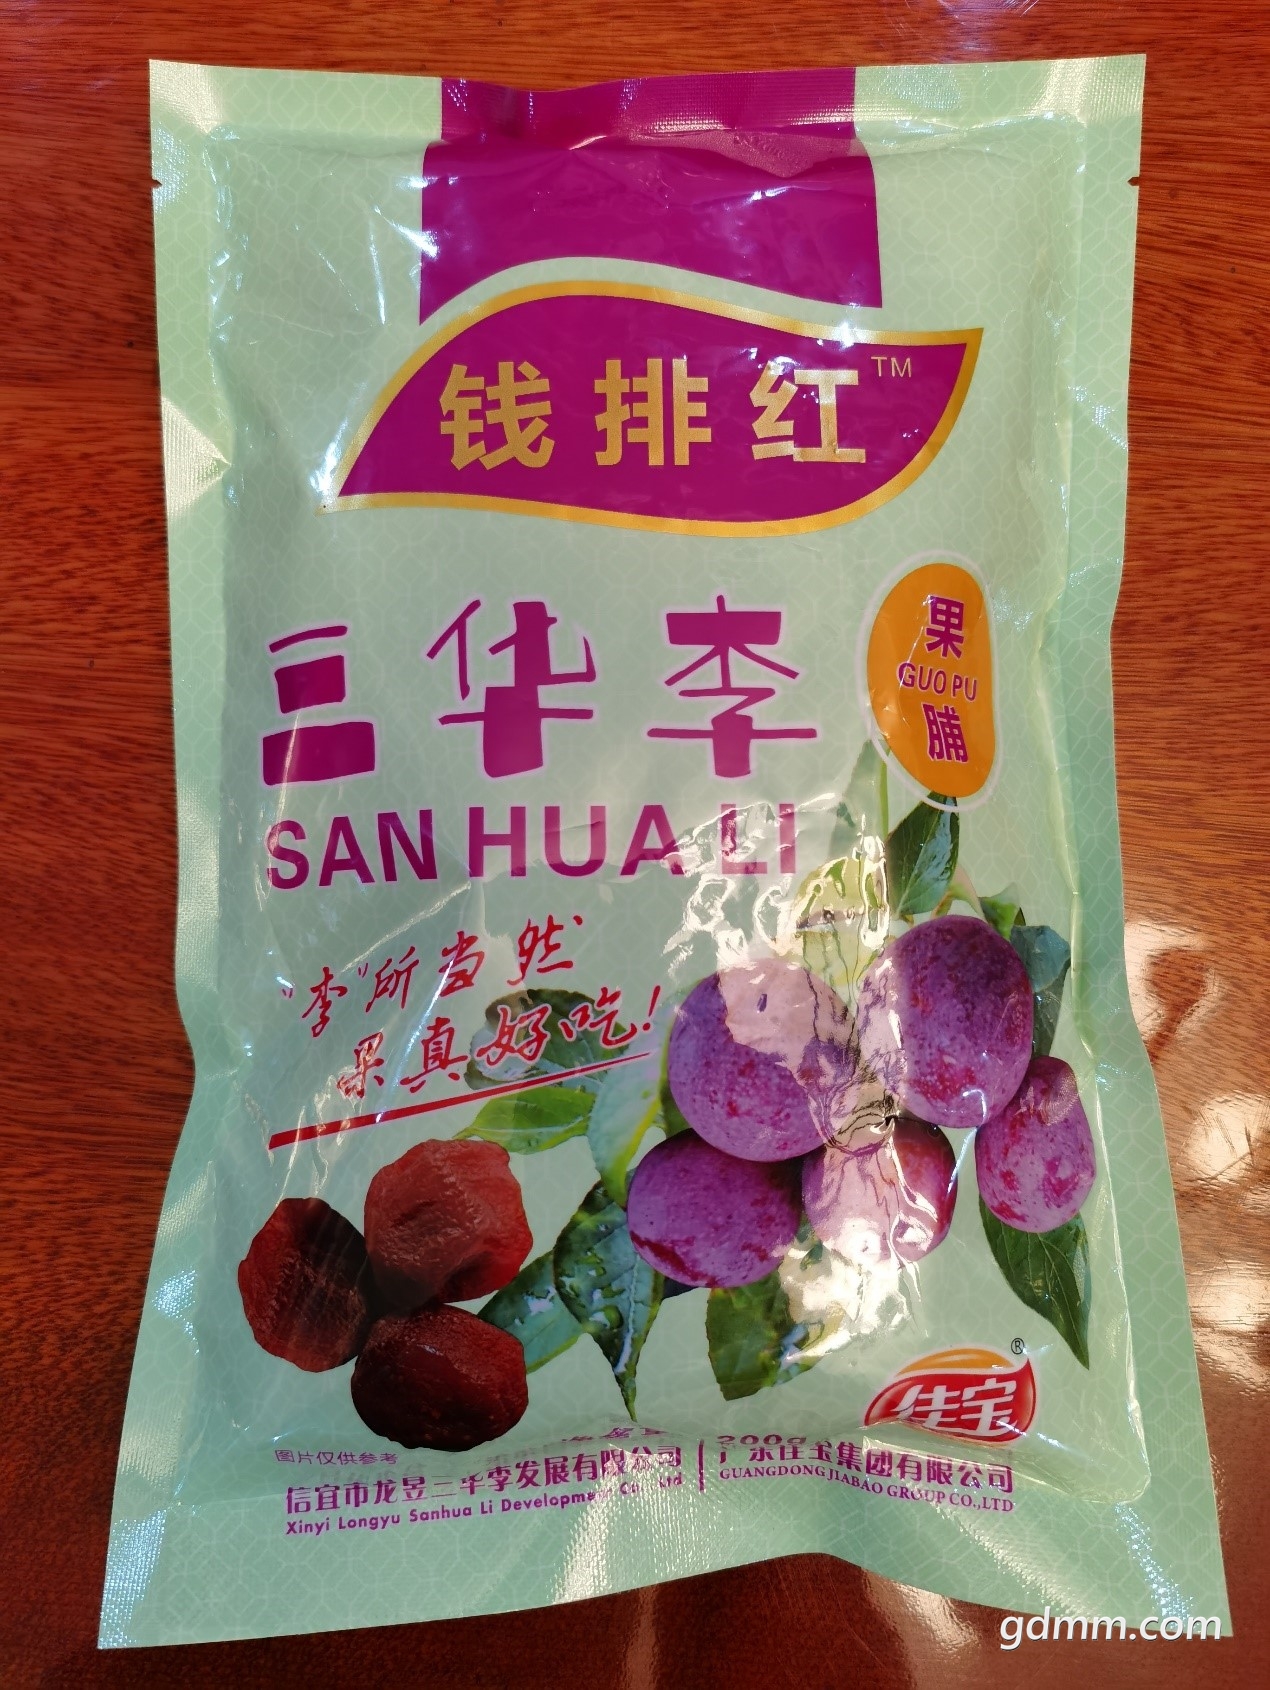 钱排红™
三华李
SAN HUA LI
果
GUO PU
脯
"李"所当然
果真好吃!
佳宝®
图片仅供参考
信宜市龙昱三华李发展有限公司
Xinyi Longyu Sanhua Li Development Co., Ltd
广东佳宝集团有限公司
GUANGDONG JIABAO GROUP CO.,LTD
gdmm.com